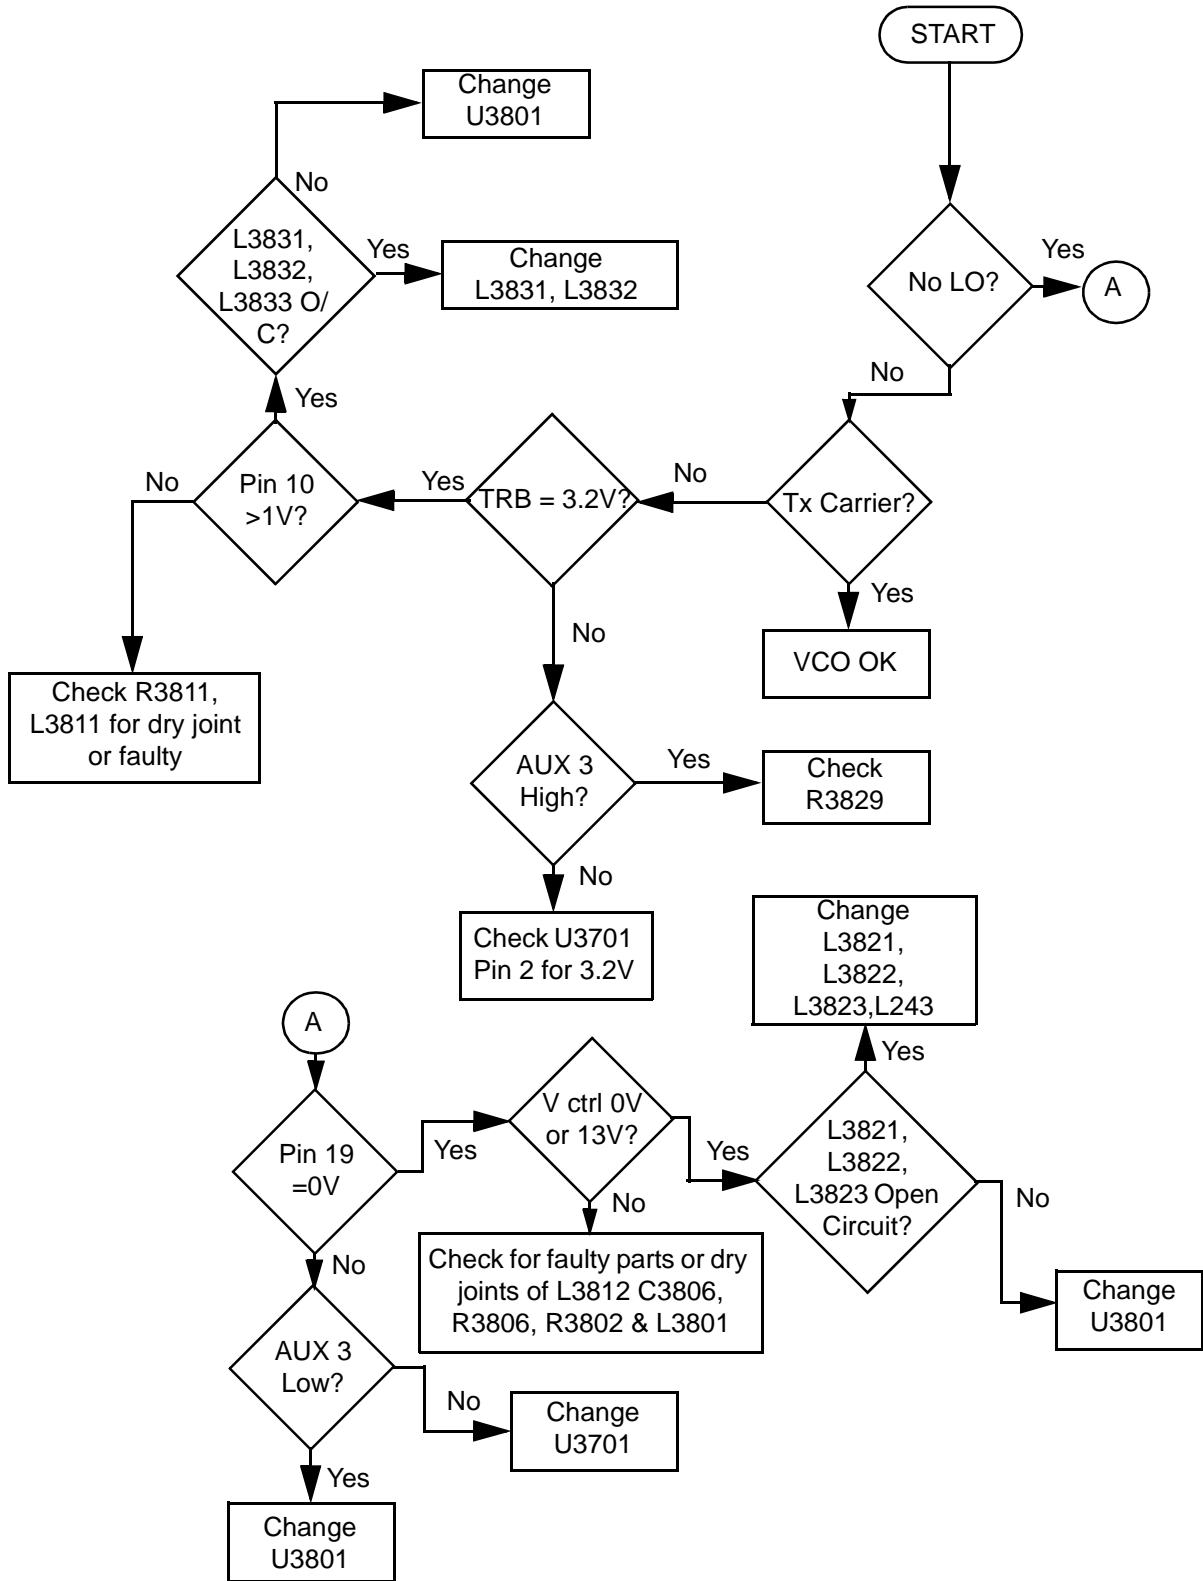 START
Change
U3801
No
L3831,
L3832,
L3833 O/
C?
Yes
Change
L3831, L3832
No LO?
Yes
A
No
Yes
No
Pin 10
>1V?
Yes
TRB = 3.2V?
No
Tx Carrier?
Yes
VCO OK
No
Check R3811,
L3811 for dry joint
or faulty
AUX 3
High?
Yes
Check
R3829
No
Check U3701
Pin 2 for 3.2V
Change
L3821,
L3822,
L3823,L243
A
Yes
Pin 19
=0V
Yes
V ctrl 0V
or 13V?
Yes
L3821,
L3822,
L3823 Open
Circuit?
No
No
Check for faulty parts or dry
joints of L3812 C3806,
R3806, R3802 & L3801
Change
U3801
No
AUX 3
Low?
No
Change
U3701
Yes
Change
U3801